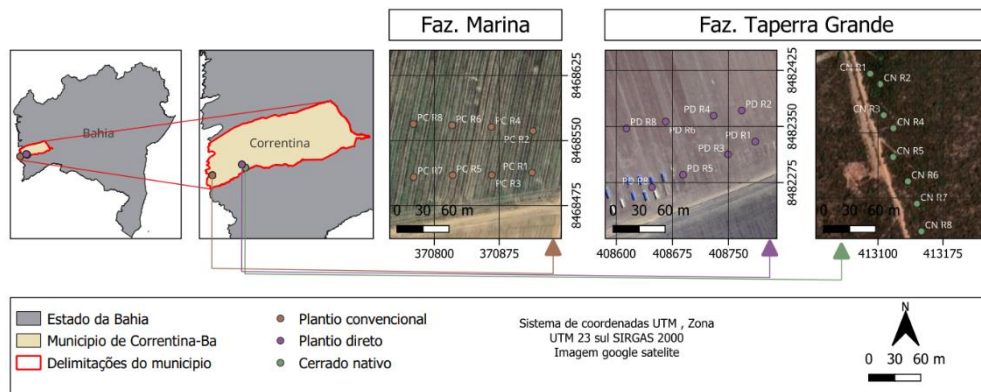 Faz. Marina
Faz. Taperra Grande
Bahia
Correntina
PC R8
PC R6
PC R4
PC R2
PC R7
PC R5
PC R1
PC R3
0 30 60 m
8468625
8468550
8468475
370800
370875
PD R4
PD R2
PD R8
PD R6
PD R1
PD R3
PD R5
0 30 60 m
8482425
8482350
8482275
408600
408675
408750
CN R1
CN R2
CN R3
CN R4
CN R5
CN R6
CN R7
CN R8
0 30 60 m
413100
413175
Estado da Bahia
Municipio de Correntina-Ba
Delimitações do municipio
Plantio convencional
Plantio direto
Cerrado nativo
Sistema de coordenadas UTM , Zona
UTM 23 sul SIRGAS 2000
Imagem google satelite
N
0 30 60 m